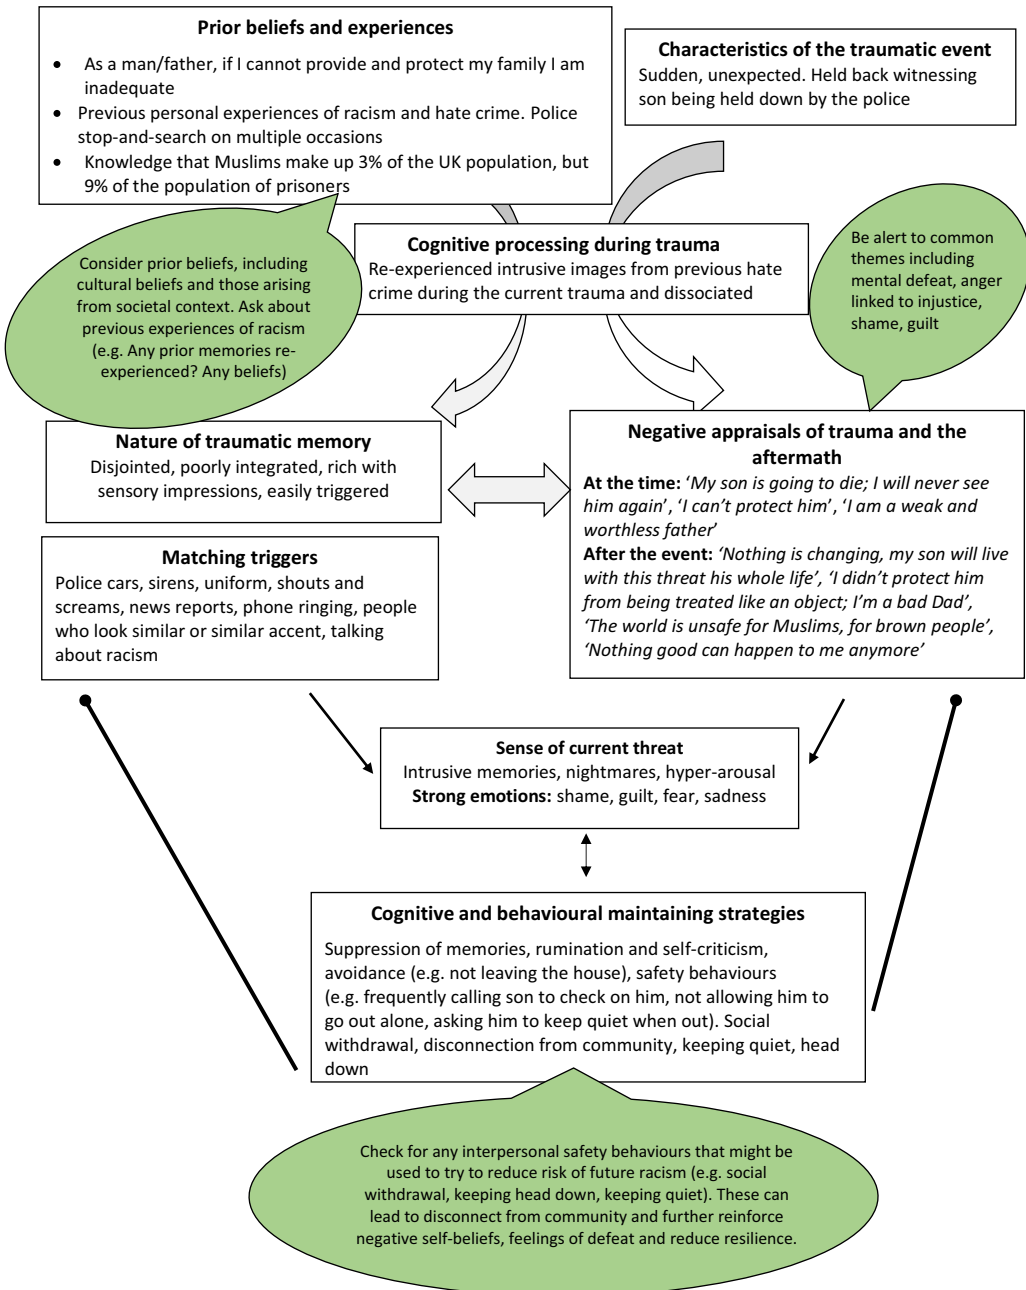 Prior beliefs and experiences
• As a man/father, if I cannot provide and protect my family I am
inadequate
• Previous personal experiences of racism and hate crime. Police
stop-and-search on multiple occasions
• Knowledge that Muslims make up 3% of the UK population, but
9% of the population of prisoners
Characteristics of the traumatic event
Sudden, unexpected. Held back witnessing
son being held down by the police
Consider prior beliefs, including
cultural beliefs and those arising
from societal context. Ask about
previous experiences of racism
(e.g. Any prior memories re-
experienced? Any beliefs)
Cognitive processing during trauma
Re-experienced intrusive images from previous hate
crime during the current trauma and dissociated
Be alert to common
themes including
mental defeat, anger
linked to injustice,
shame, guilt
Nature of traumatic memory
Disjointed, poorly integrated, rich with
sensory impressions, easily triggered
Negative appraisals of trauma and the
aftermath
At the time: ‘My son is going to die; I will never see
him again’, ‘I can’t protect him’, ‘I am a weak and
worthless father’
After the event: ‘Nothing is changing, my son will live
with this threat his whole life’, ‘I didn’t protect him
from being treated like an object; I’m a bad Dad’,
‘The world is unsafe for Muslims, for brown people’,
‘Nothing good can happen to me anymore’
Matching triggers
Police cars, sirens, uniform, shouts and
screams, news reports, phone ringing, people
who look similar or similar accent, talking
about racism
Sense of current threat
Intrusive memories, nightmares, hyper-arousal
Strong emotions: shame, guilt, fear, sadness
Cognitive and behavioural maintaining strategies
Suppression of memories, rumination and self-criticism,
avoidance (e.g. not leaving the house), safety behaviours
(e.g. frequently calling son to check on him, not allowing him to
go out alone, asking him to keep quiet when out). Social
withdrawal, disconnection from community, keeping quiet, head
down
Check for any interpersonal safety behaviours that might be
used to try to reduce risk of future racism (e.g. social
withdrawal, keeping head down, keeping quiet). These can
lead to disconnect from community and further reinforce
negative self-beliefs, feelings of defeat and reduce resilience.